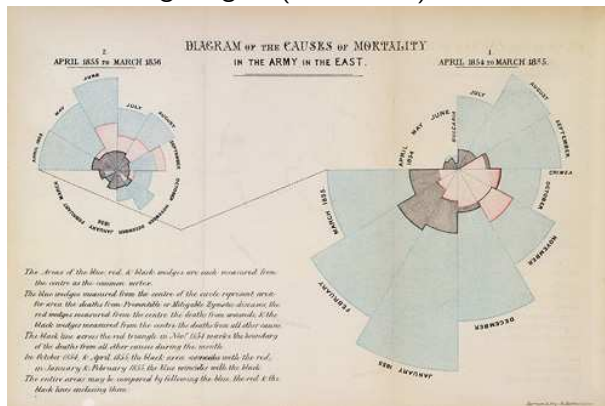 DIAGRAM OF THE CAUSES OF MORTALITY
IN THE ARMY IN THE EAST.
2.
APRIL 1855 TO MARCH 1856
1.
APRIL 1854 TO MARCH 1855.
APRIL 1855
MAY
JUNE
JULY
AUGUST
SEPTEMBER
OCTOBER
NOVEMBER
DECEMBER
JANUARY
1856
FEBRUARY
MARCH
APRIL
1854
MAY
JUNE
BULGARIA
JULY
AUGUST
SEPTEMBER
CRIMEA
OCTOBER
NOVEMBER
DECEMBER
JANUARY 1855
FEBRUARY
MARCH 1855.
The Areas of the blue, red, & black wedges are each measured from
the centre as the common vertex.
The blue wedges measured from the centre of the circle represent area
for area the deaths from Preventible or Mitigable Zymotic diseases, the
red wedges measured from the centre the deaths from wounds, & the
black wedges measured from the centre the deaths from all other causes.
The black line across the red triangle in Novr. 1854 marks the boundary
of the deaths from all other causes during the month.
In October 1854, & April 1855, the black area coincides with the red,
in January & February 1855, the blue coincides with the black.
The entire areas may be compared by following the blue, the red & the
black lines enclosing them.